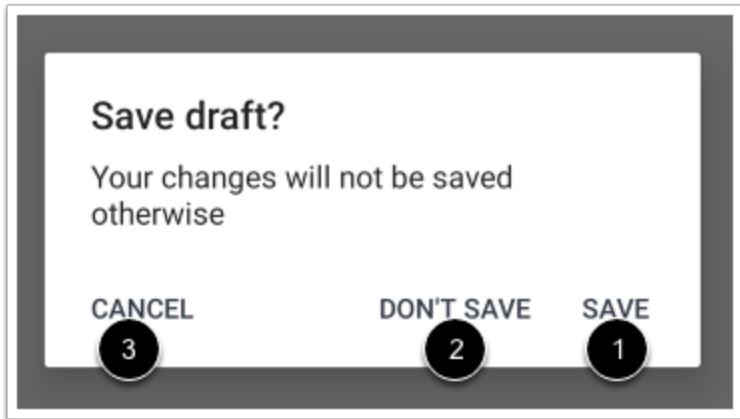 Save draft?
Your changes will not be saved
otherwise
CANCEL DON'T SAVE SAVE
3 2 1